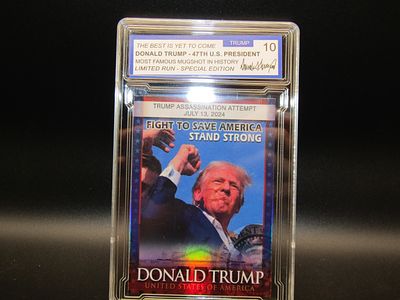 THE BEST IS YET TO COME
TRUMP
10
DONALD TRUMP - 47TH U.S. PRESIDENT
MOST FAMOUS MUGSHOT IN HISTORY
LIMITED RUN - SPECIAL EDITION
TRUMP ASSASSINATION ATTEMPT
JULY 13, 2024
FIGHT TO SAVE AMERICA
STAND STRONG
DONALD TRUMP
UNITED STATES OF AMERICA